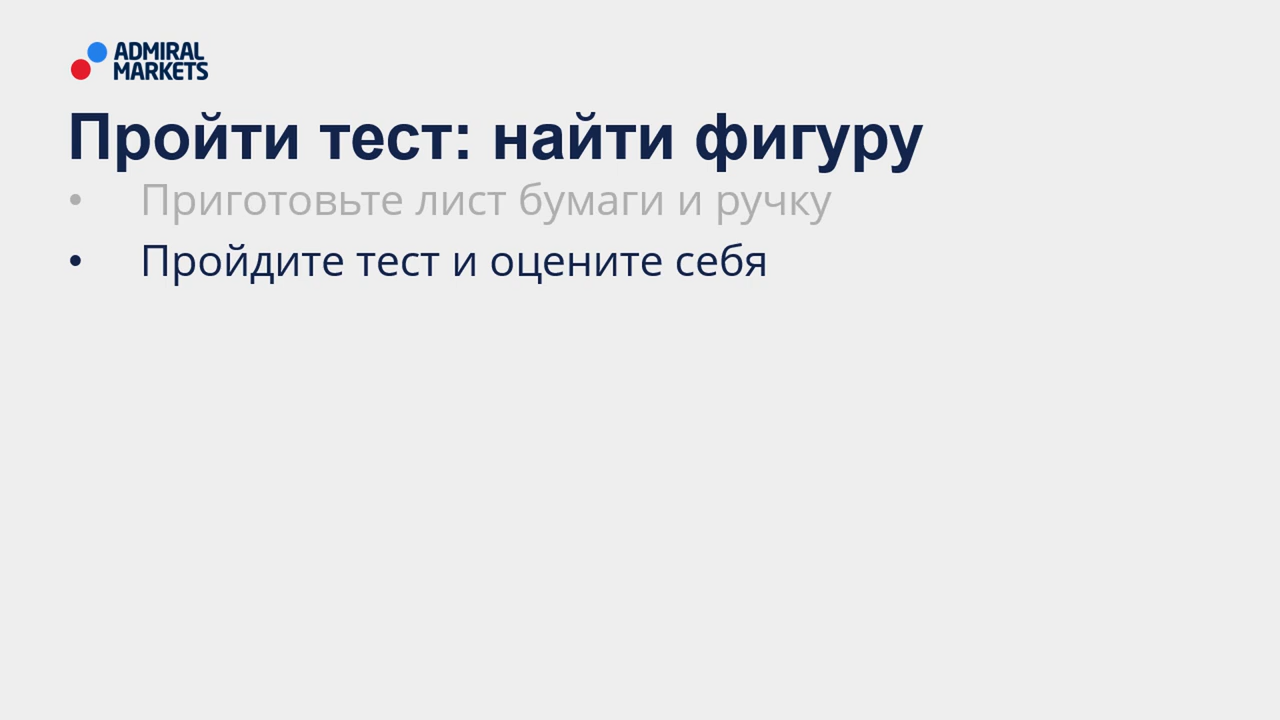 ADMIRAL
MARKETS
Пройти тест: найти фигуру
• Приготовьте лист бумаги и ручку
• Пройдите тест и оцените себя